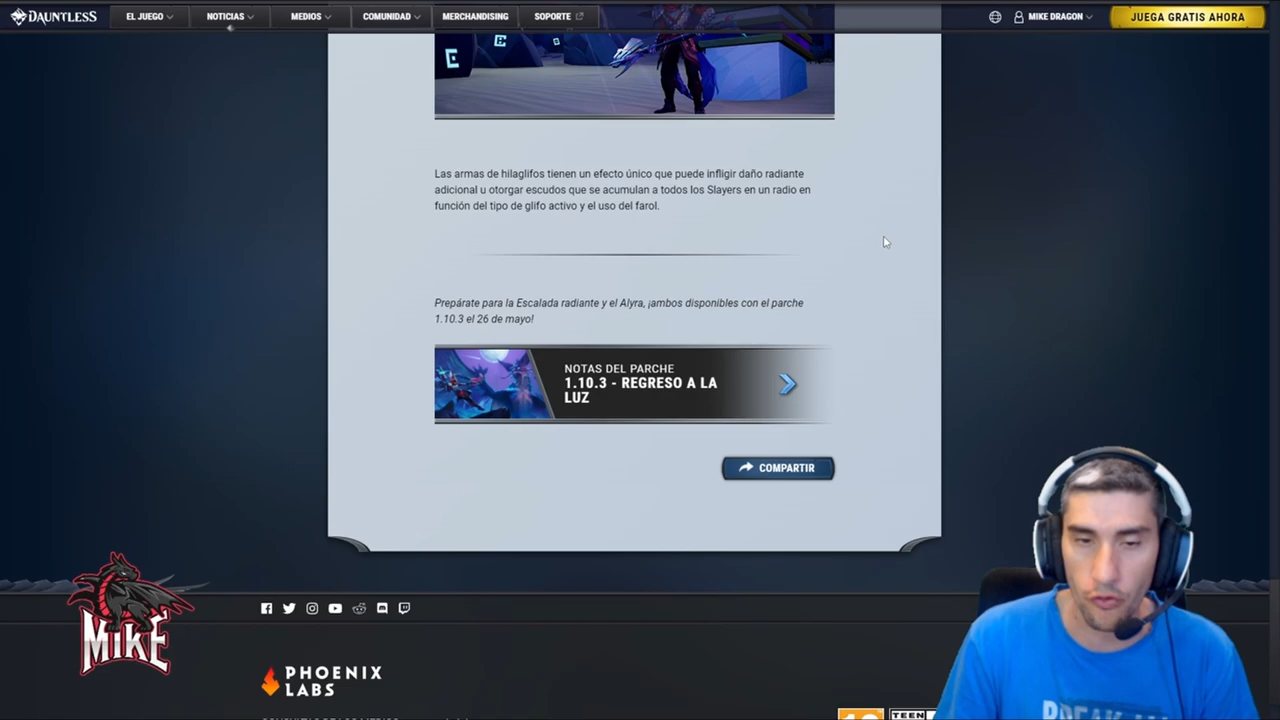 DAUNTLESS
EL JUEGO
NOTICIAS
MEDIOS
COMUNIDAD
MERCHANDISING
SOPORTE
MIKE DRAGON
JUEGA GRATIS AHORA
Las armas de hilaglifos tienen un efecto único que puede infligir daño radiante
adicional u otorgar escudos que se acumulan a todos los Slayers en un radio en
función del tipo de glifo activo y el uso del farol.
Prepárate para la Escalada radiante y el Alyra, ¡ambos disponibles con el parche
1.10.3 el 26 de mayo!
NOTAS DEL PARCHE
1.10.3 - REGRESO A LA
LUZ
COMPARTIR
MIKE
PHOENIX
LABS
TEEN